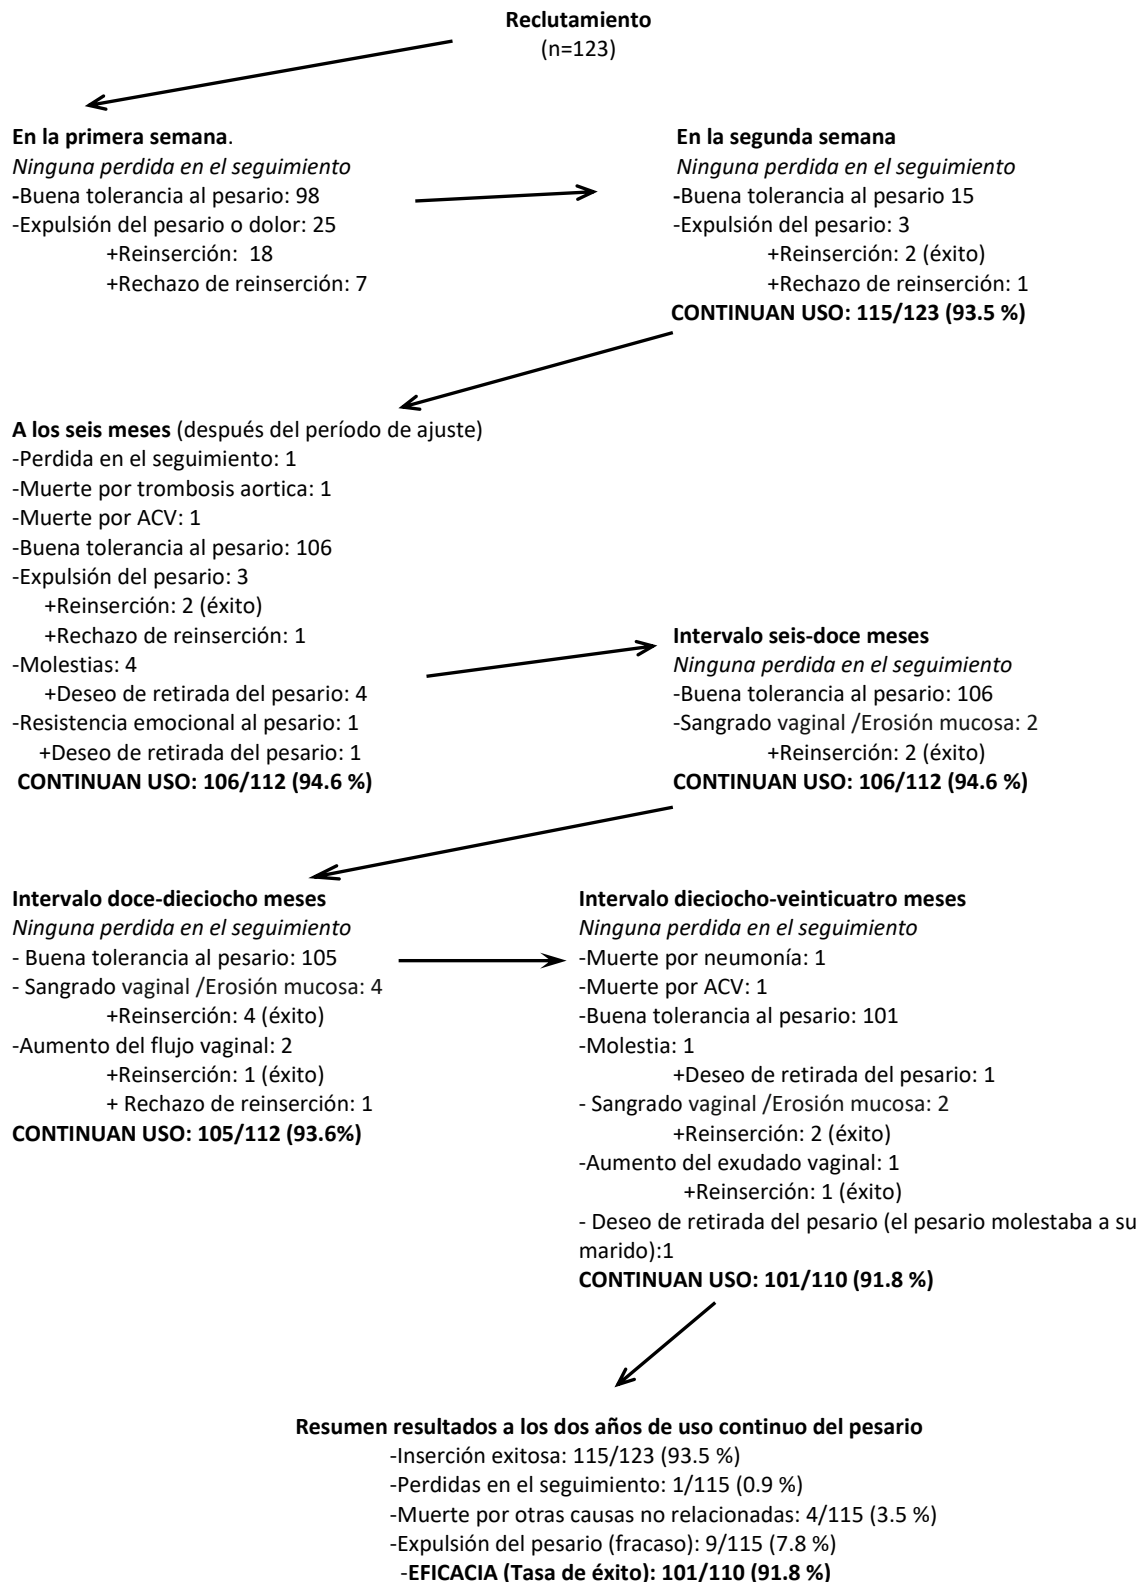 Reclutamiento
(n=123)
En la primera semana.
Ninguna perdida en el seguimiento
-Buena tolerancia al pesario: 98
-Expulsión del pesario o dolor: 25
+Reinserción: 18
+Rechazo de reinserción: 7
En la segunda semana
Ninguna perdida en el seguimiento
-Buena tolerancia al pesario 15
-Expulsión del pesario: 3
+Reinserción: 2 (éxito)
+Rechazo de reinserción: 1
CONTINUAN USO: 115/123 (93.5 %)
A los seis meses (después del período de ajuste)
-Perdida en el seguimiento: 1
-Muerte por trombosis aortica: 1
-Muerte por ACV: 1
-Buena tolerancia al pesario: 106
-Expulsión del pesario: 3
+Reinserción: 2 (éxito)
+Rechazo de reinserción: 1
-Molestias: 4
+Deseo de retirada del pesario: 4
-Resistencia emocional al pesario: 1
+Deseo de retirada del pesario: 1
CONTINUAN USO: 106/112 (94.6 %)
Intervalo seis-doce meses
Ninguna perdida en el seguimiento
-Buena tolerancia al pesario: 106
-Sangrado vaginal /Erosión mucosa: 2
+Reinserción: 2 (éxito)
CONTINUAN USO: 106/112 (94.6 %)
Intervalo doce-dieciocho meses
Ninguna perdida en el seguimiento
- Buena tolerancia al pesario: 105
- Sangrado vaginal /Erosión mucosa: 4
+Reinserción: 4 (éxito)
-Aumento del flujo vaginal: 2
+Reinserción: 1 (éxito)
+ Rechazo de reinserción: 1
CONTINUAN USO: 105/112 (93.6%)
Intervalo dieciocho-veinticuatro meses
Ninguna perdida en el seguimiento
-Muerte por neumonía: 1
-Muerte por ACV: 1
-Buena tolerancia al pesario: 101
-Molestia: 1
+Deseo de retirada del pesario: 1
- Sangrado vaginal /Erosión mucosa: 2
+Reinserción: 2 (éxito)
-Aumento del exudado vaginal: 1
+Reinserción: 1 (éxito)
- Deseo de retirada del pesario (el pesario molestaba a su
marido):1
CONTINUAN USO: 101/110 (91.8 %)
Resumen resultados a los dos años de uso continuo del pesario
-Inserción exitosa: 115/123 (93.5 %)
-Perdidas en el seguimiento: 1/115 (0.9 %)
-Muerte por otras causas no relacionadas: 4/115 (3.5 %)
-Expulsión del pesario (fracaso): 9/115 (7.8 %)
-EFICACIA (Tasa de éxito): 101/110 (91.8 %)